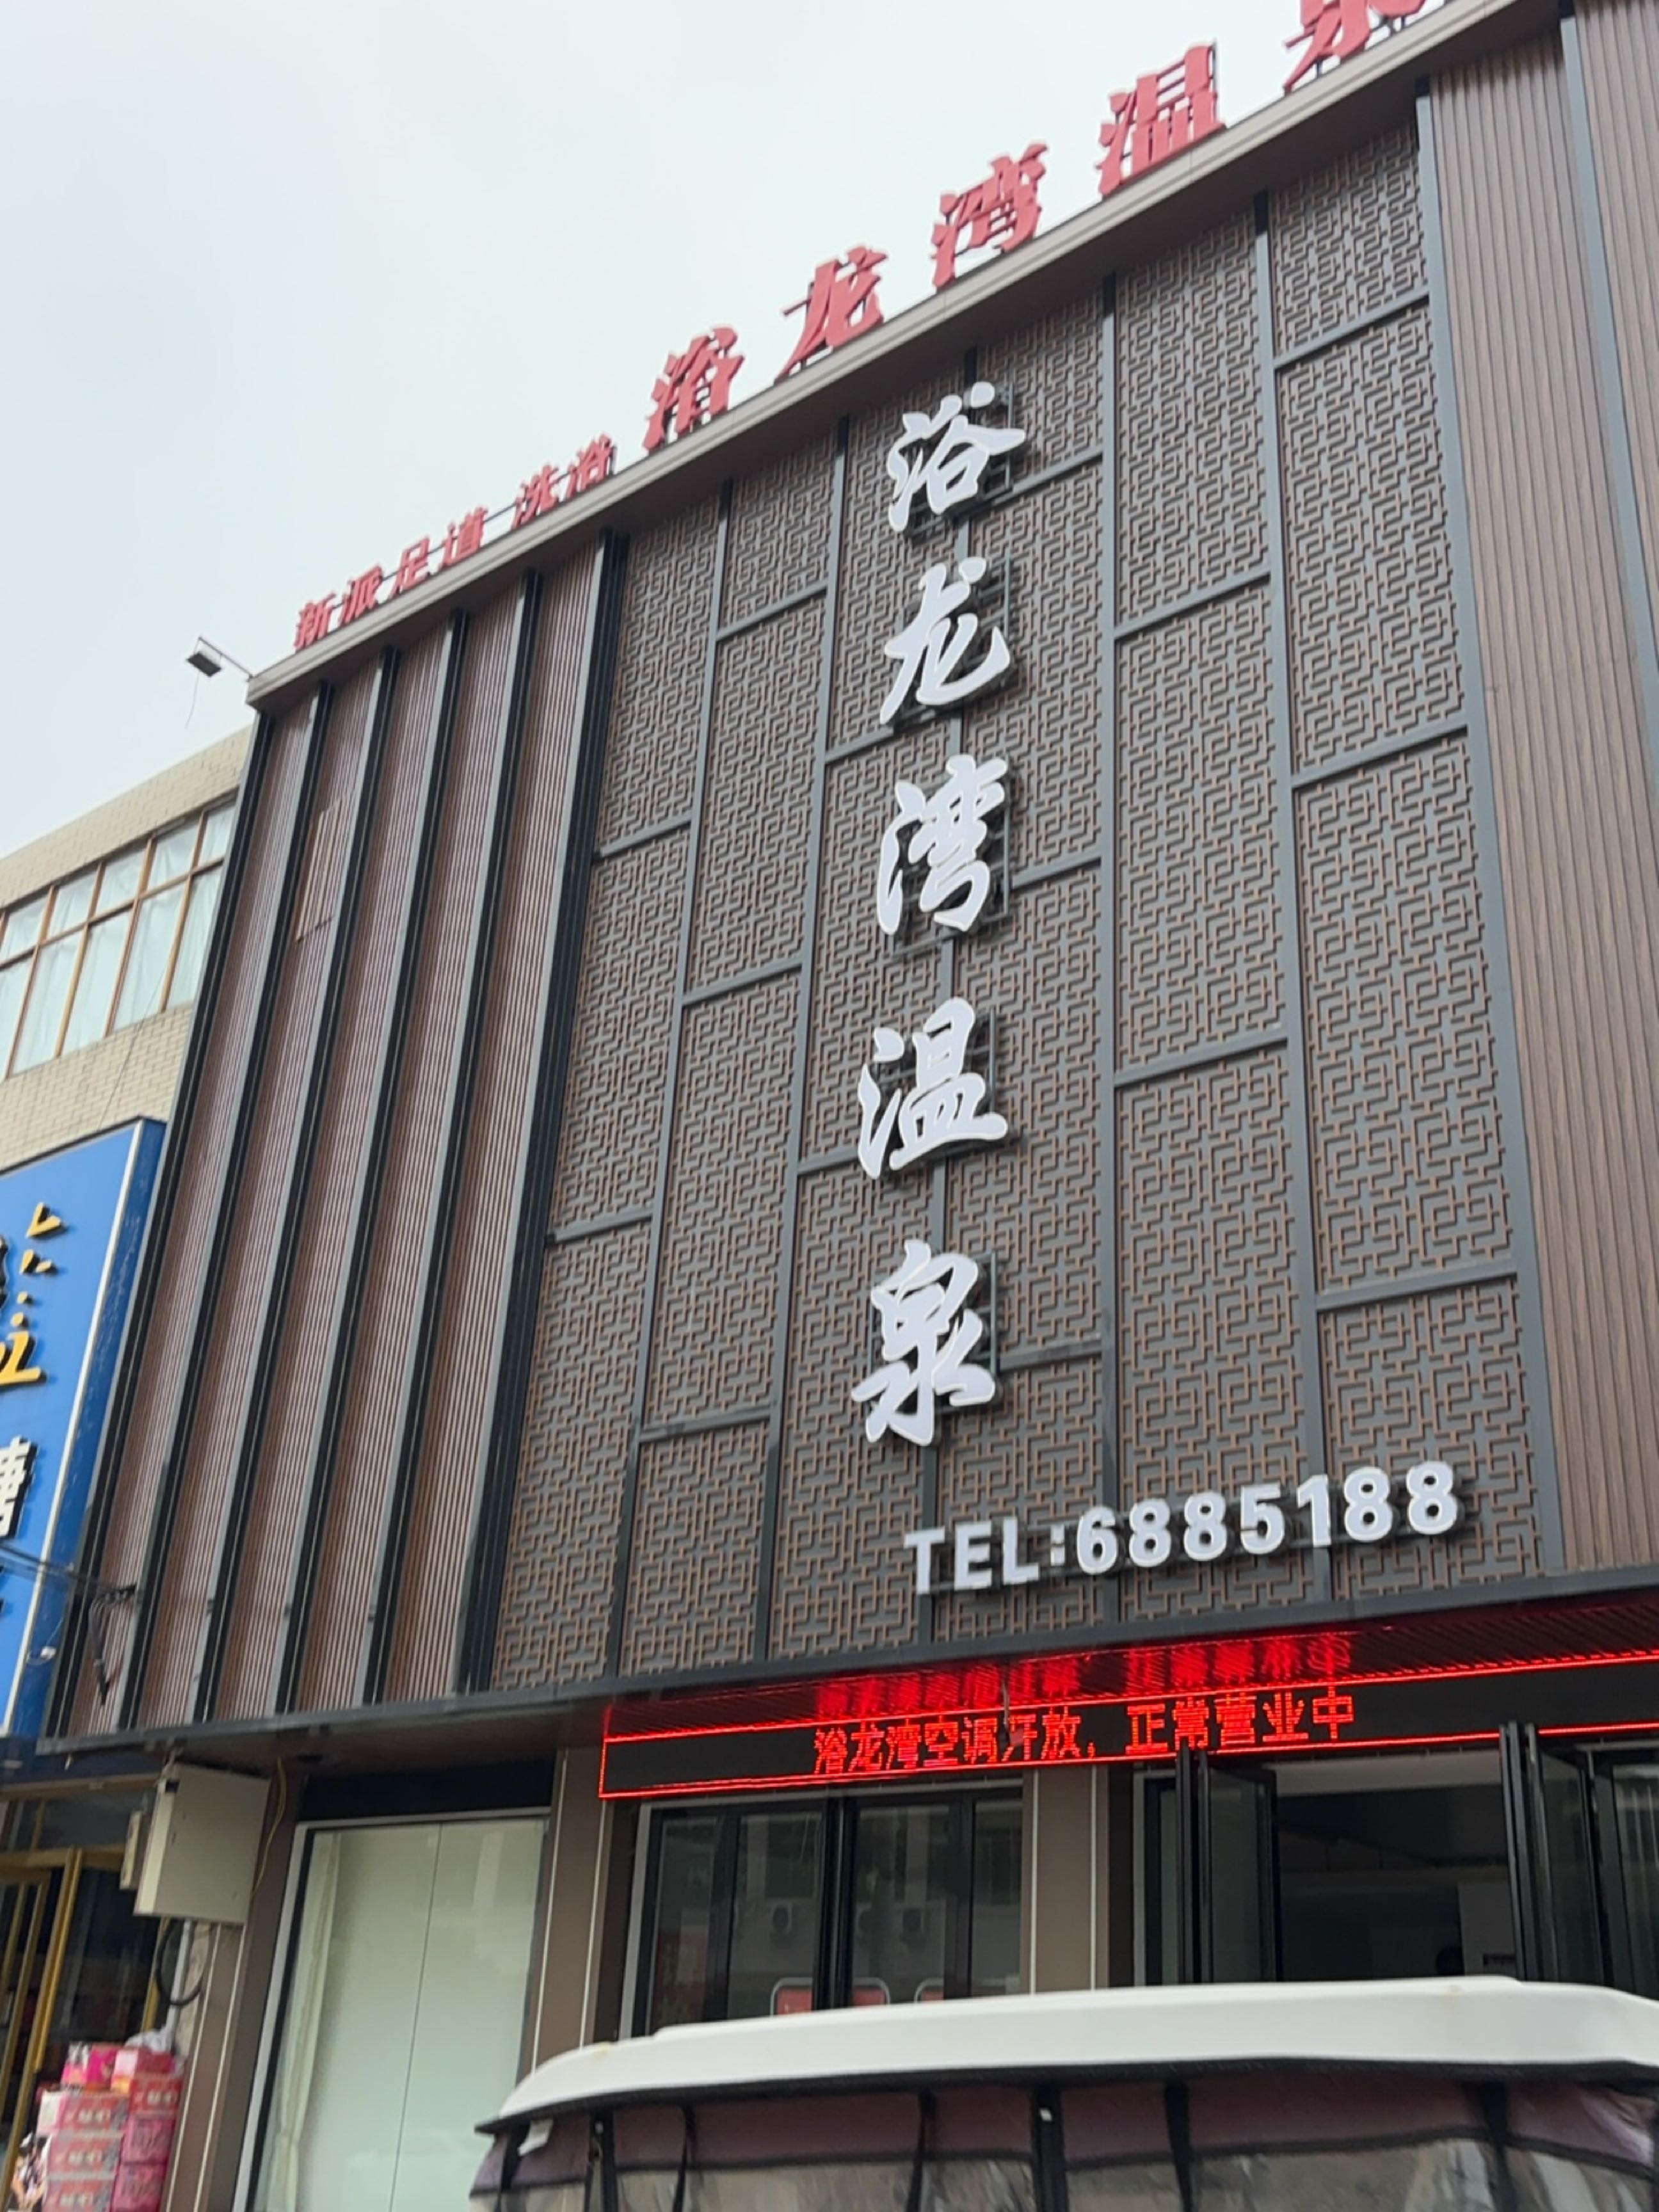 新派足道 洗浴 浴龙湾温泉
浴龙湾温泉
TEL:6885188
浴龙湾空调开放，正常营业中
糖